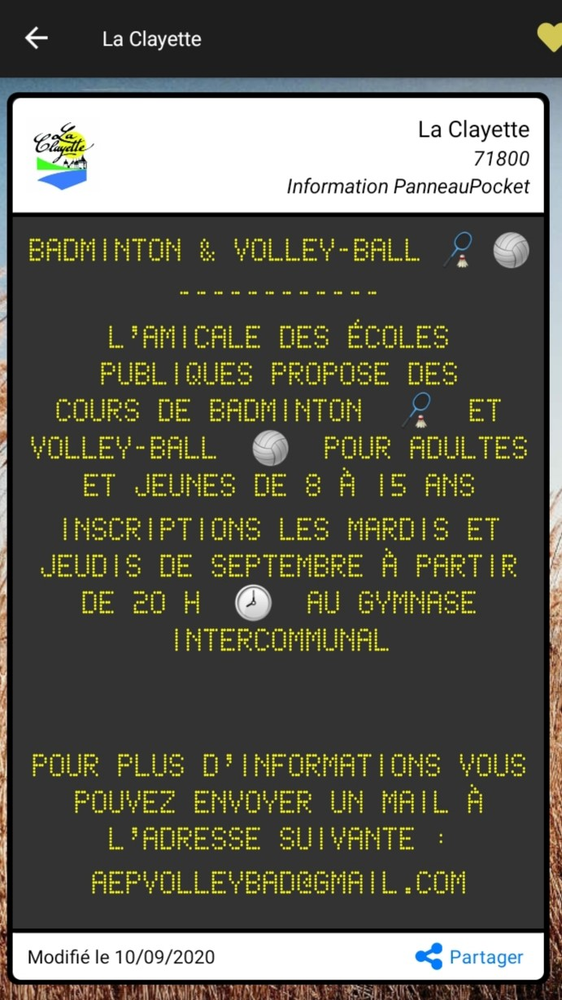 La Clayette
La
Clayette
La Clayette
71800
Information PanneauPocket
BADMINTON & VOLLEY-BALL
------------
L'AMICALE DES ÉCOLES
PUBLIQUES PROPOSE DES
COURS DE BADMINTON ET
VOLLEY-BALL POUR ADULTES
ET JEUNES DE 8 À 15 ANS
INSCRIPTIONS LES MARDIS ET
JEUDIS DE SEPTEMBRE À PARTIR
DE 20 H AU GYMNASE
INTERCOMMUNAL
POUR PLUS D'INFORMATIONS VOUS
POUVEZ ENVOYER UN MAIL À
L'ADRESSE SUIVANTE :
AEPVOLLEYBAD@GMAIL.COM
Modifié le 10/09/2020
Partager